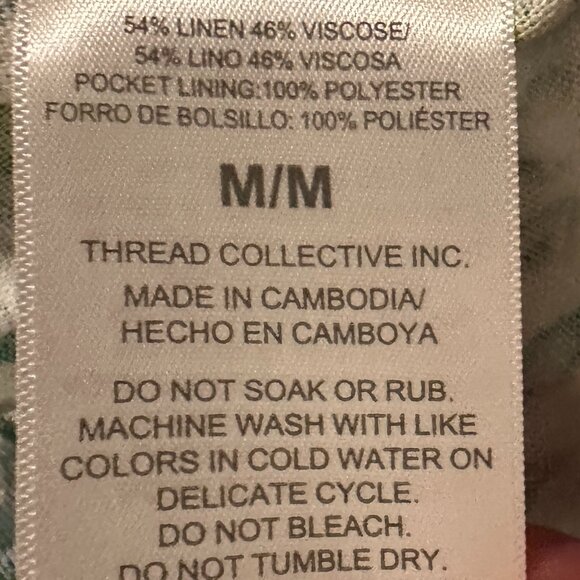 54% LINEN 46% VISCOSE/
54% LINO 46% VISCOSA
POCKET LINING:100% POLYESTER
FORRO DE BOLSILLO: 100% POLIÉSTER
M/M
THREAD COLLECTIVE INC.
MADE IN CAMBODIA/
HECHO EN CAMBOYA
DO NOT SOAK OR RUB.
MACHINE WASH WITH LIKE
COLORS IN COLD WATER ON
DELICATE CYCLE.
DO NOT BLEACH.
DO NOT TUMBLE DRY.